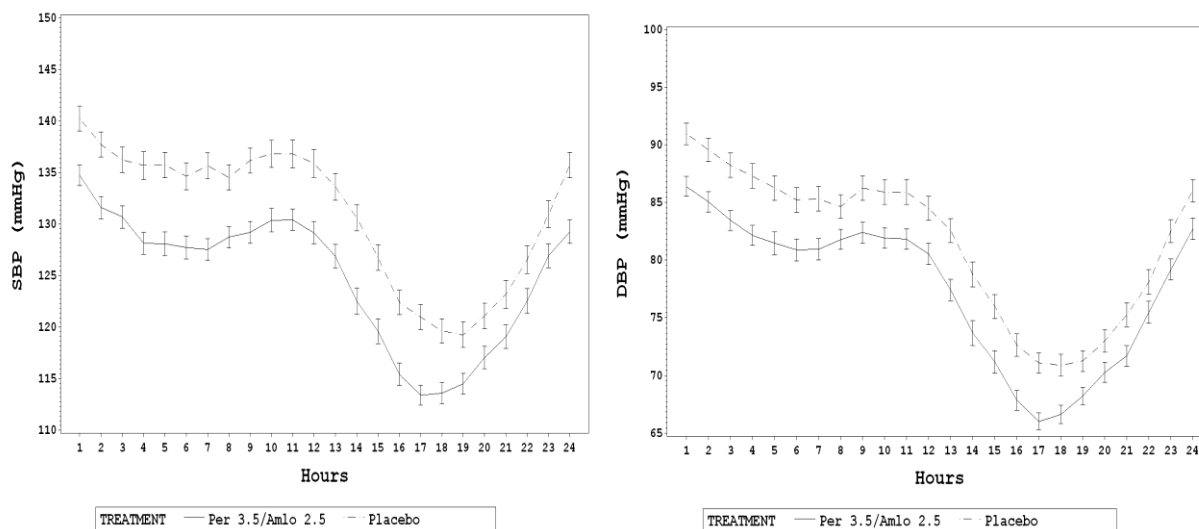 150
145
140
135
130
125
120
115
110
SBP (mmHg)
1 2 3 4 5 6 7 8 9 10 11 12 13 14 15 16 17 18 19 20 21 22 23 24
Hours
TREATMENT Per 3.5/Amlo 2.5 Placebo
100
95
90
85
80
75
70
65
DBP (mmHg)
1 2 3 4 5 6 7 8 9 10 11 12 13 14 15 16 17 18 19 20 21 22 23 24
Hours
TREATMENT Per 3.5/Amlo 2.5 Placebo